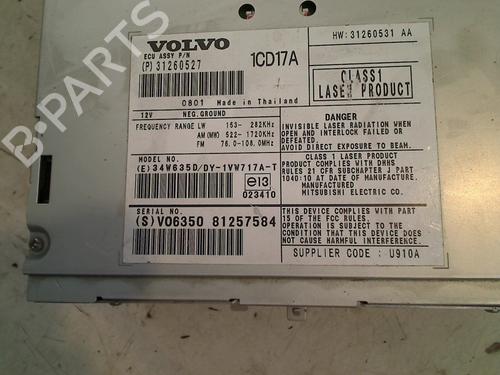 VOLVO
ECU ASSY P/N
(P) 31260527
1CD17A
HW: 31260531 AA
CLASS1
LASER PRODUCT
0801 Made in Thailand
12V NEG.GROUND
FREQUENCY RANGE LW 153- 282KHz
AM(MW) 522-1720KHz
FM 76.0-108.0MHz
MODEL NO.
(E)34W635D/DY-1VW717A-T
e13
023410
SERIAL NO.
(S)VO6350 81257584
DANGER
INVISIBLE LASER RADIATION WHEN
OPEN AND INTERLOCK FAILED OR
DEFEATED.
AVOID DIRECT EXPOSURE TO BEAM.
CLASS 1 LASER PRODUCT
PRODUCT COMPLIES WITH DHHS
RULES 21 CFR SUBCHAPTER J PART
1040:10 AT DATE OF MANUFACTURE.
MANUFACTURED
MITSUBISHI ELECTRIC CO.
THIS DEVICE COMPLIES WITH PART
15 OF THE FCC RULES.
OPERATION IS SUBJECT TO THE
CONDITION THAT THIS DEVICE DOES
NOT CAUSE HARMFUL INTERFERENCE.
SUPPLIER CODE : U910A
B-PARTS